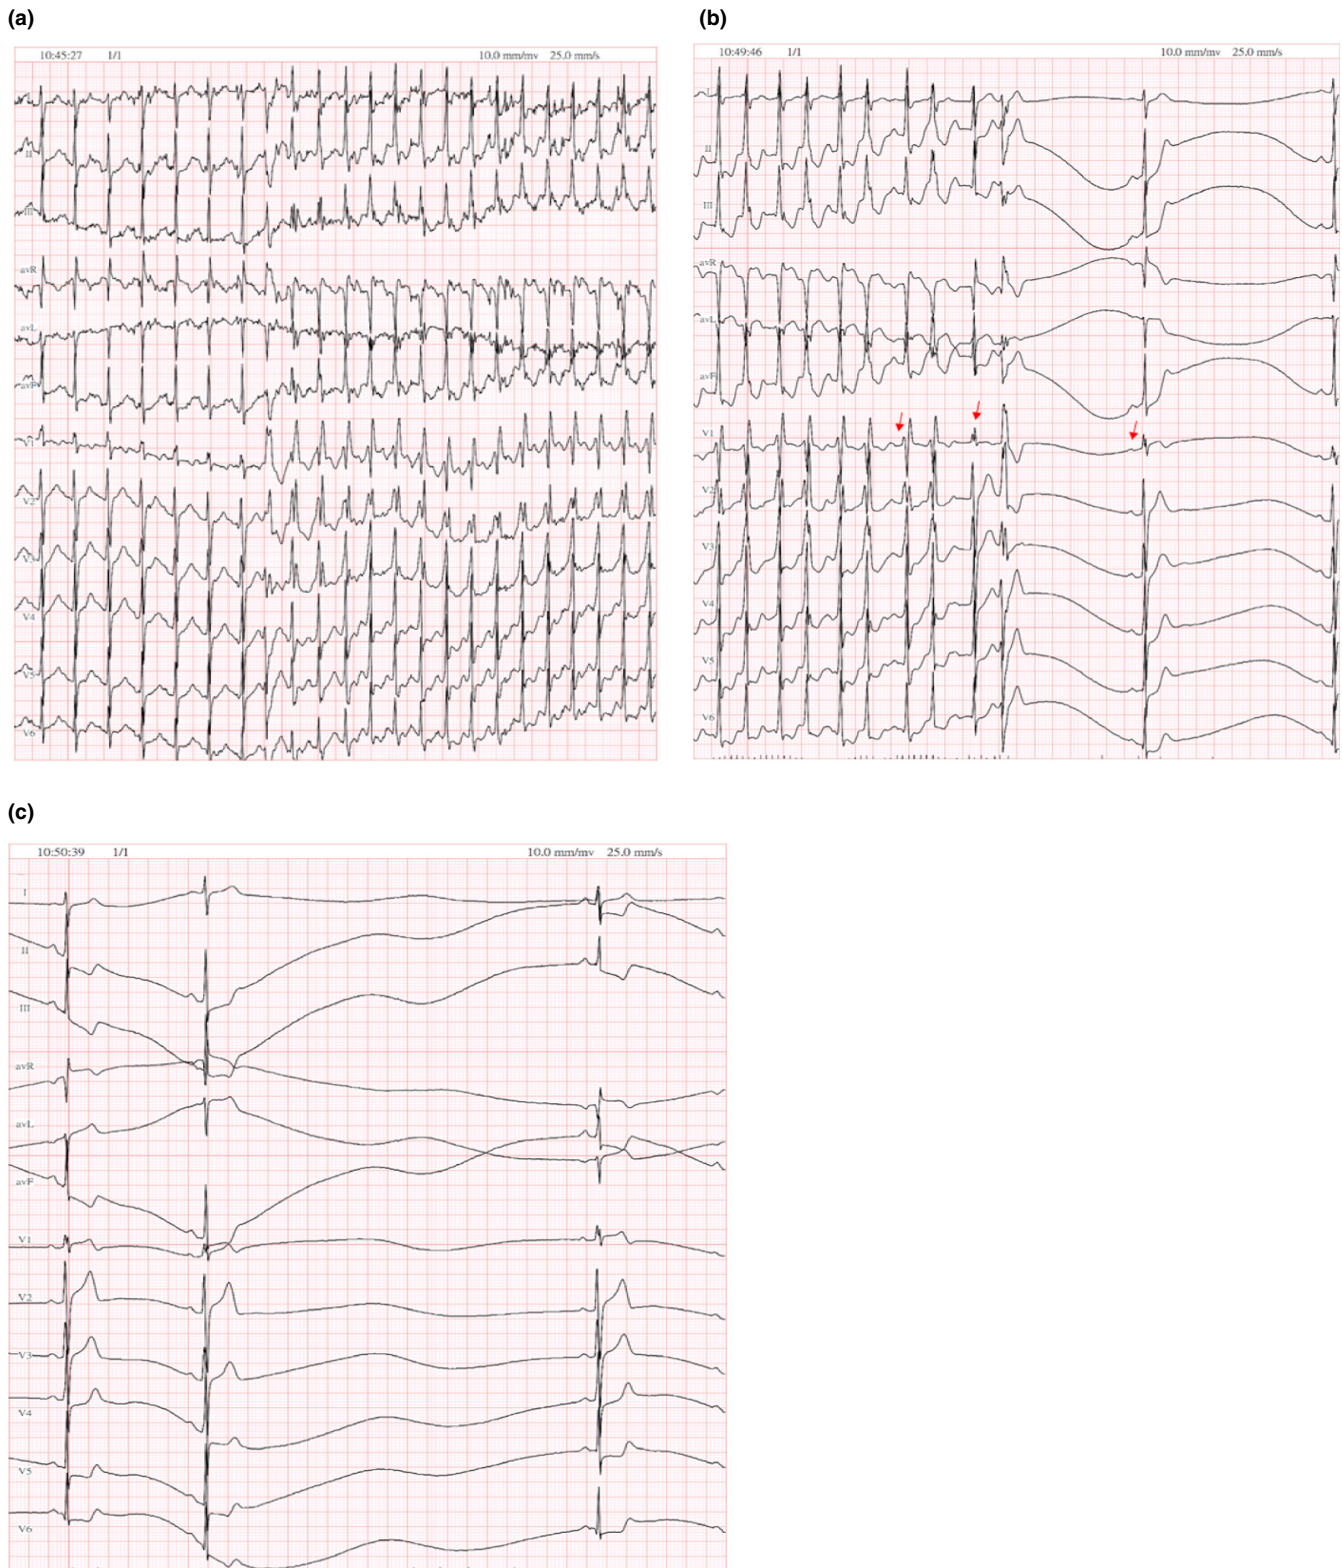 (a)
10:45:27 1/1 10.0 mm/mv 25.0 mm/s
II
III
avR
avL
avF
V1
V2
V3
V4
V5
V6
(b)
10:49:46 1/1 10.0 mm/mv 25.0 mm/s
I
II
III
avR
avL
avF
V1
V2
V3
V4
V5
V6
(c)
10:50:39 1/1 10.0 mm/mv 25.0 mm/s
I
II
III
avR
avL
avF
V1
V2
V3
V4
V5
V6